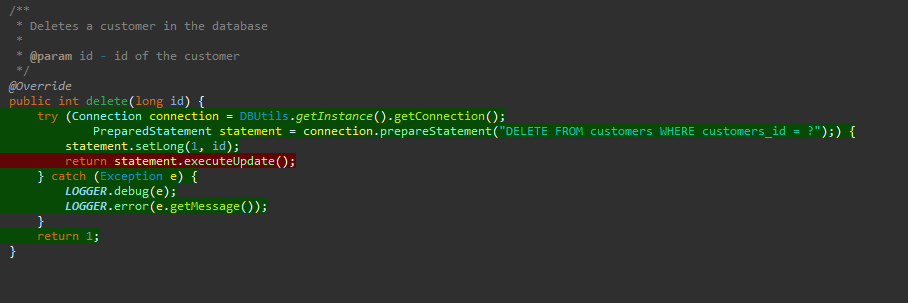 /**
 * Deletes a customer in the database
 *
 * @param id - id of the customer
 */
@Override
public int delete(long id) {
    try (Connection connection = DBUtils.getInstance().getConnection();
            PreparedStatement statement = connection.prepareStatement("DELETE FROM customers WHERE customers_id = ?");) {
        statement.setLong(1, id);
        return statement.executeUpdate();
    } catch (Exception e) {
        LOGGER.debug(e);
        LOGGER.error(e.getMessage());
    }
    return 1;
}